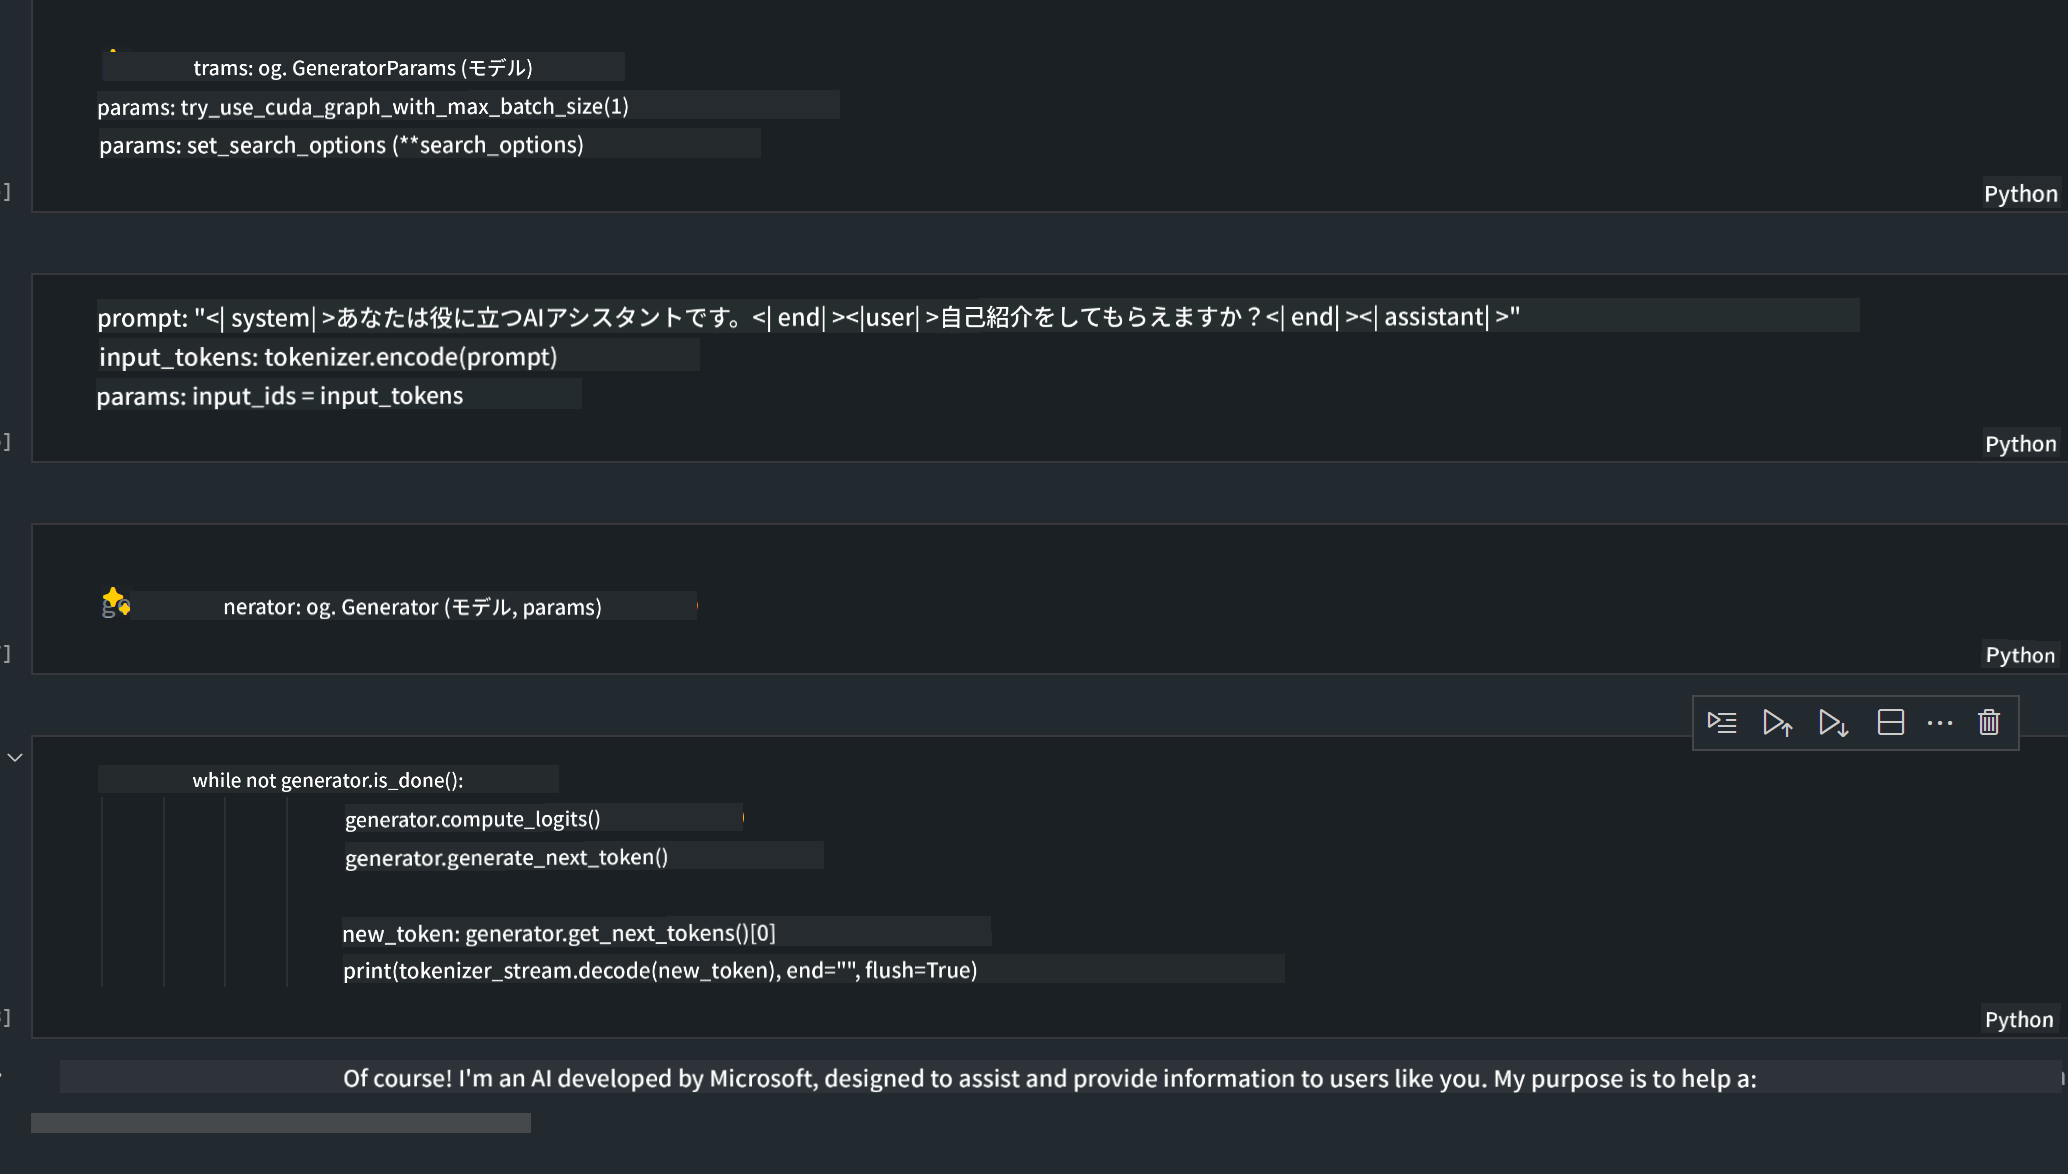 trams: og. GeneratorParams (モデル)
params: try_use_cuda_graph_with_max_batch_size(1)
params: set_search_options (**search_options)
]
Python
prompt: "<| system| >あなたは役に立つAIアシスタントです。<| end| ><|user| >自己紹介をしてもらえますか？<| end| ><| assistant| >"
input_tokens: tokenizer.encode(prompt)
params: input_ids = input_tokens
]
Python
nerator: og. Generator (モデル, params)
]
Python
while not generator.is_done():
generator.compute_logits()
generator.generate_next_token()
new_token: generator.get_next_tokens()[0]
print(tokenizer_stream.decode(new_token), end="", flush=True)
]
Python
Of course! I'm an AI developed by Microsoft, designed to assist and provide information to users like you. My purpose is to help a: